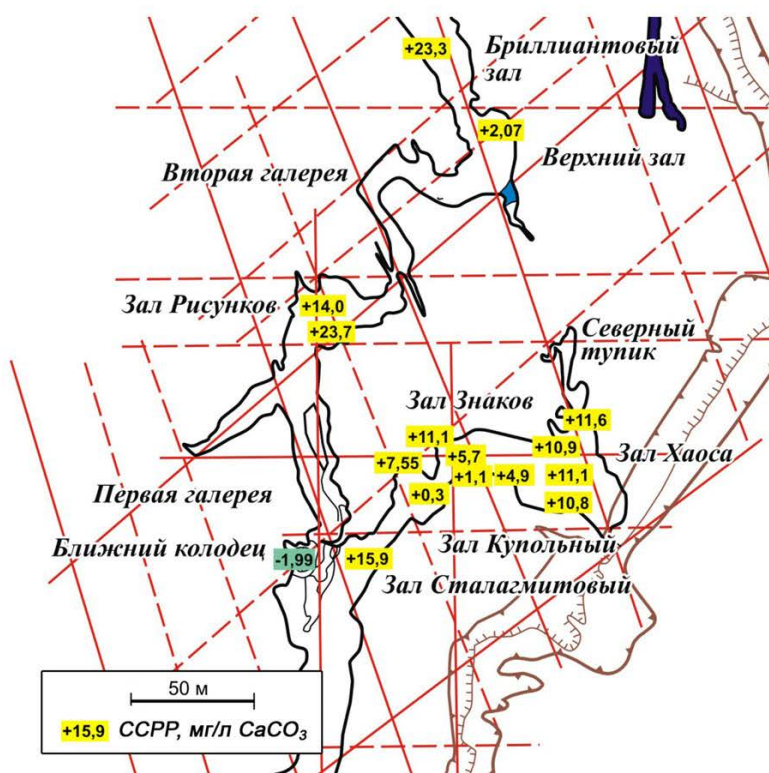 +23,3
Бриллиантовый
зал
+2,07
Верхний зал
Вторая галерея
Зал Рисунков
+14,0
+23,7
Северный
тупик
Зал Знаков
+11,6
+11,1
+10,9
Зал Хаоса
+5,7
+7,55
+1,1
+4,9
+11,1
Первая галерея
+0,3
+10,8
Ближний колодец
-1,99
+15,9
Зал Купольный
Зал Сталагмитовый
50 м
+15,9 ССРР, мг/л CaCO₃